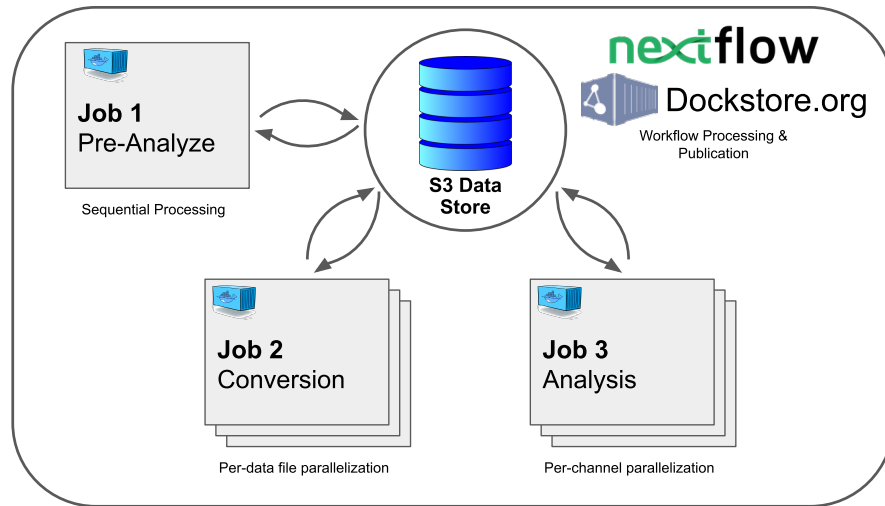 Job 1
Pre-Analyze
Sequential Processing
S3 Data
Store
nextflow
Dockstore.org
Workflow Processing &
Publication
Job 2
Conversion
Per-data file parallelization
Job 3
Analysis
Per-channel parallelization